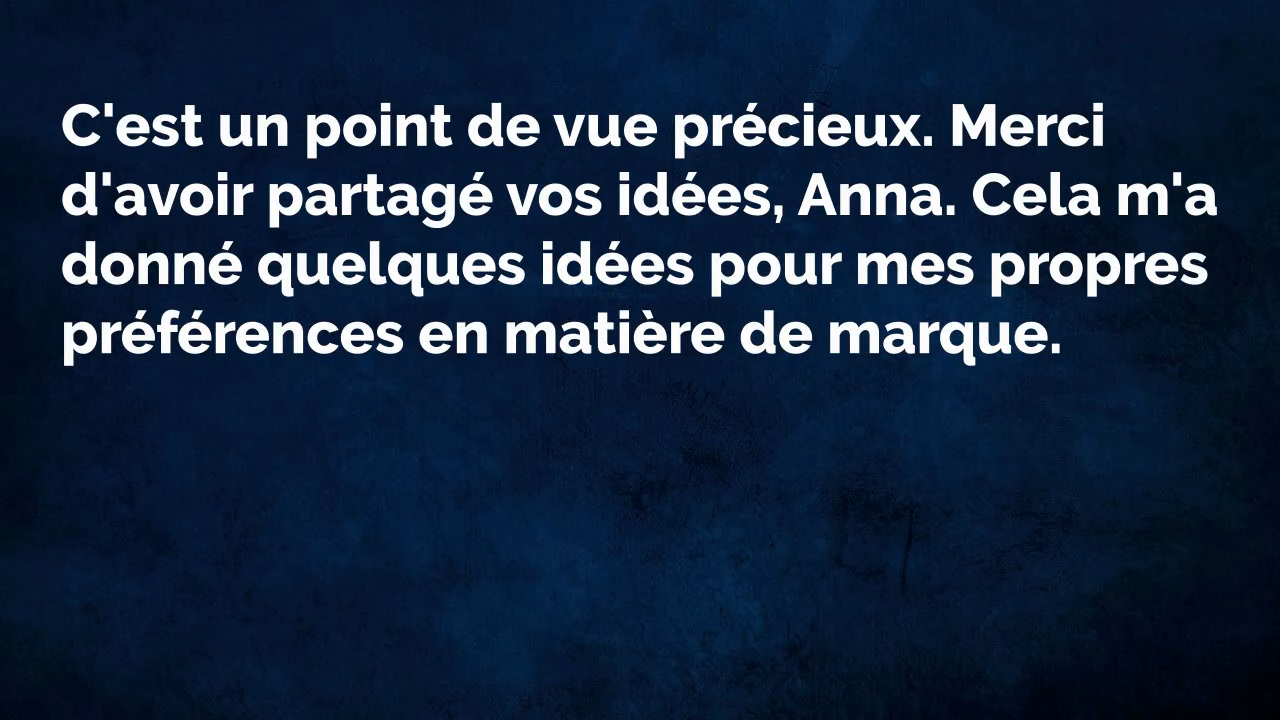 C'est un point de vue précieux. Merci
d'avoir partagé vos idées, Anna. Cela m'a
donné quelques idées pour mes propres
préférences en matière de marque.